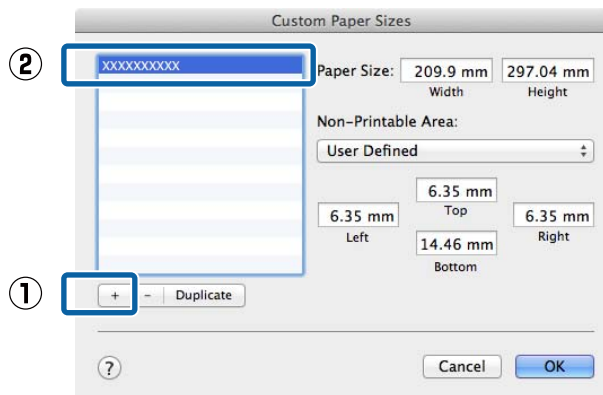 Custom Paper Sizes
② XXXXXXXXXX
Paper Size: 209.9 mm 297.04 mm
Width Height
Non-Printable Area:
User Defined
6.35 mm
Top
6.35 mm 6.35 mm
Left Right
14.46 mm
Bottom
① + - Duplicate
? Cancel OK